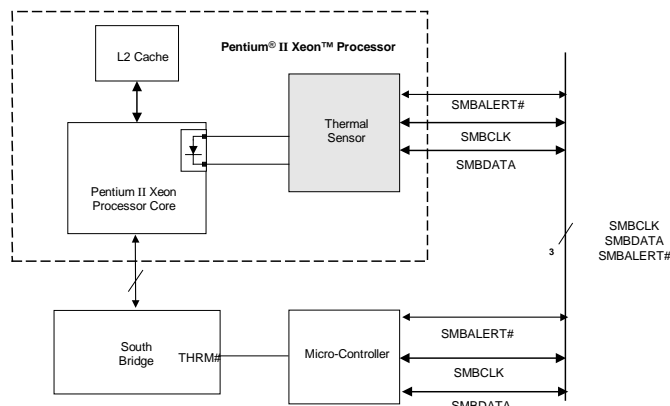 Pentium® II Xeon™ Processor
L2 Cache
Thermal
Sensor
SMBALERT#
SMBCLK
SMBDATA
Pentium II Xeon
Processor Core
3
SMBCLK
SMBDATA
SMBALERT#
South
Bridge
THRM#
Micro-Controller
SMBALERT#
SMBCLK
SMBDATA